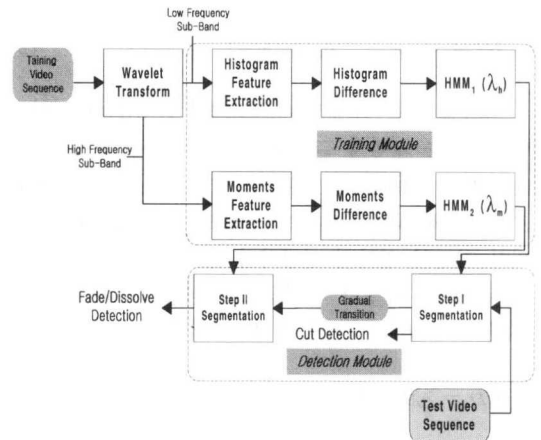 Low Frequency
Sub-Band
Taining
Video
Sequence
Wavelet
Transform
Histogram
Feature
Extraction
Histogram
Difference
HMM₁ (λₕ)
Training Module
High Frequency
Sub-Band
Moments
Feature
Extraction
Moments
Difference
HMM₂ (λₘ)
Fade/Dissolve
Detection
Step II
Segmentation
Gradual
Transition
Step I
Segmentation
Cut Detection
Detection Module
Test Video
Sequence